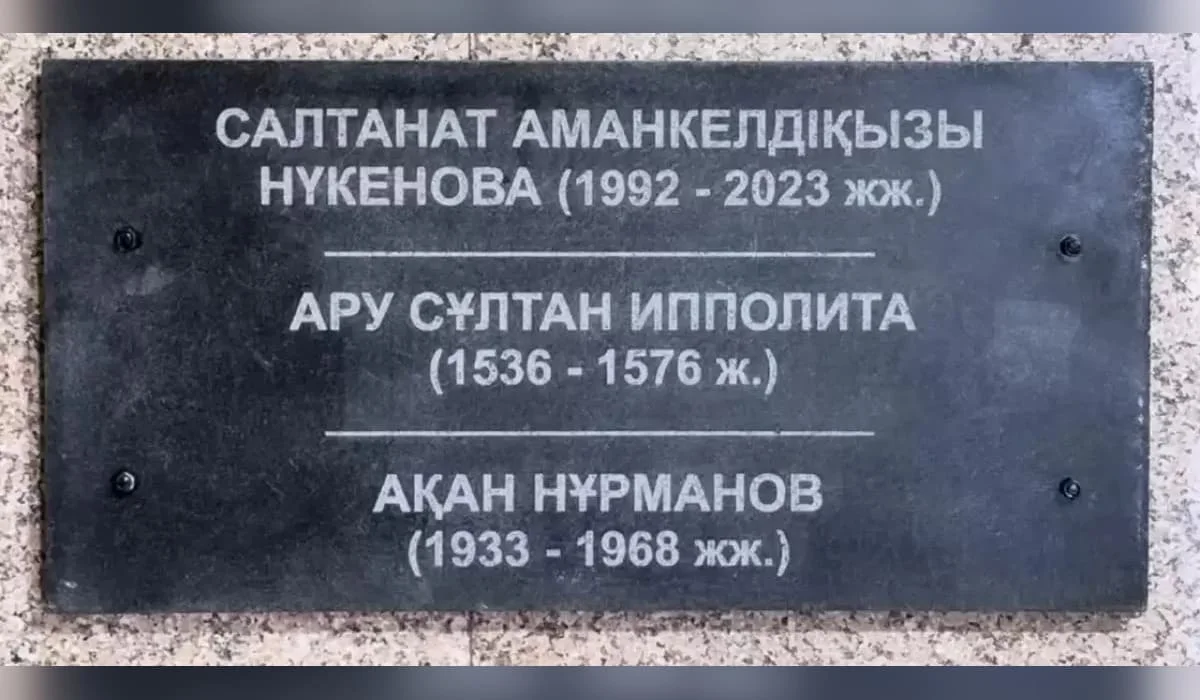 САЛТАНАТ АМАНКЕЛДІҚЫЗЫ
НҮКЕНОВА (1992 - 2023 жж.)
АРУ СҰЛТАН ИППОЛИТА
(1536 - 1576 ж.)
АҚАН НҰРМАНОВ
(1933 - 1968 жж.)